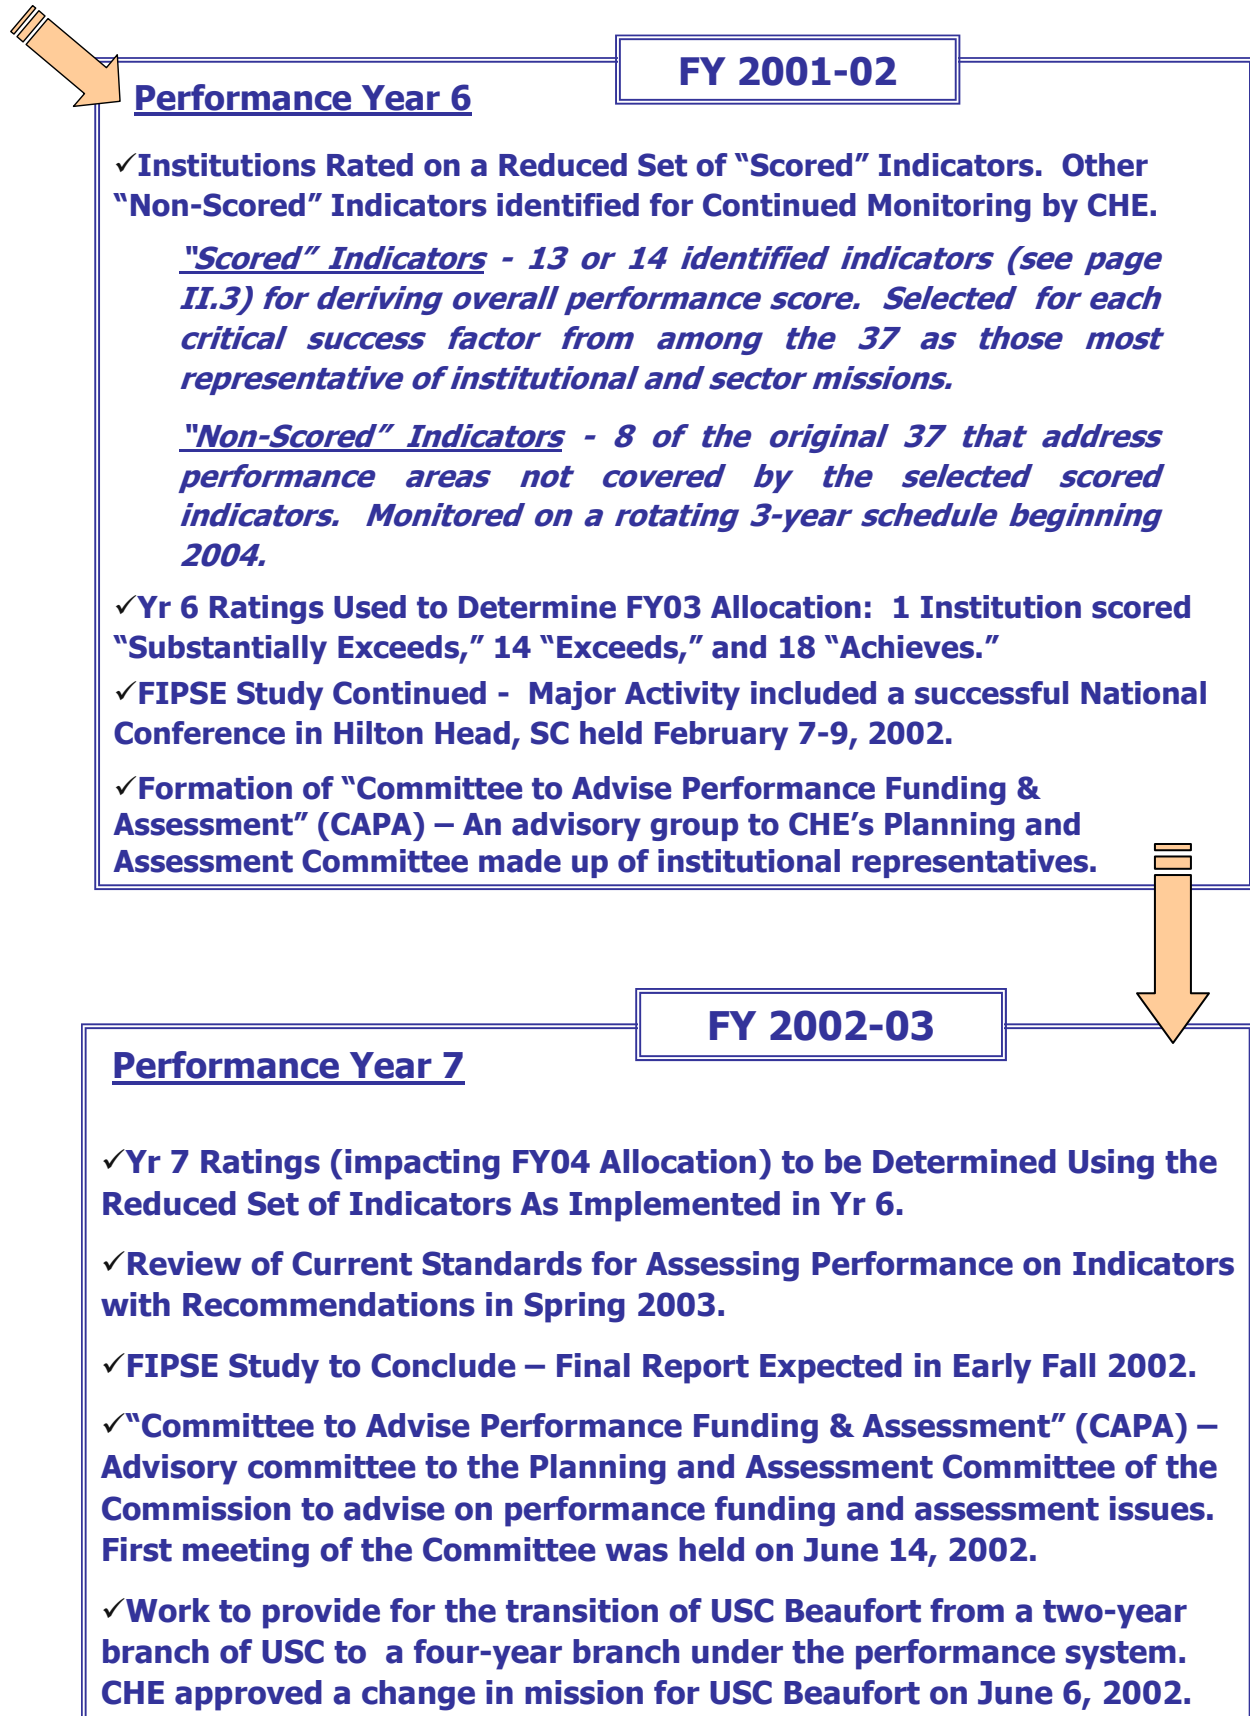 FY 2001-02
Performance Year 6
✓Institutions Rated on a Reduced Set of “Scored” Indicators.  Other
“Non-Scored” Indicators identified for Continued Monitoring by CHE.
“Scored” Indicators - 13 or 14 identified indicators (see page
II.3) for deriving overall performance score.  Selected  for each
critical success factor from among the 37 as those most
representative of institutional and sector missions.
“Non-Scored” Indicators - 8 of the original 37 that address
performance areas not covered by the selected scored
indicators.  Monitored on a rotating 3-year schedule beginning
2004.
✓Yr 6 Ratings Used to Determine FY03 Allocation:  1 Institution scored
“Substantially Exceeds,” 14 “Exceeds,” and 18 “Achieves.”
✓FIPSE Study Continued -  Major Activity included a successful National
Conference in Hilton Head, SC held February 7-9, 2002.
✓Formation of “Committee to Advise Performance Funding &
Assessment” (CAPA) – An advisory group to CHE’s Planning and
Assessment Committee made up of institutional representatives.
FY 2002-03
Performance Year 7
✓Yr 7 Ratings (impacting FY04 Allocation) to be Determined Using the
Reduced Set of Indicators As Implemented in Yr 6.
✓Review of Current Standards for Assessing Performance on Indicators
with Recommendations in Spring 2003.
✓FIPSE Study to Conclude – Final Report Expected in Early Fall 2002.
✓“Committee to Advise Performance Funding & Assessment” (CAPA) –
Advisory committee to the Planning and Assessment Committee of the
Commission to advise on performance funding and assessment issues.
First meeting of the Committee was held on June 14, 2002.
✓Work to provide for the transition of USC Beaufort from a two-year
branch of USC to  a four-year branch under the performance system.
CHE approved a change in mission for USC Beaufort on June 6, 2002.